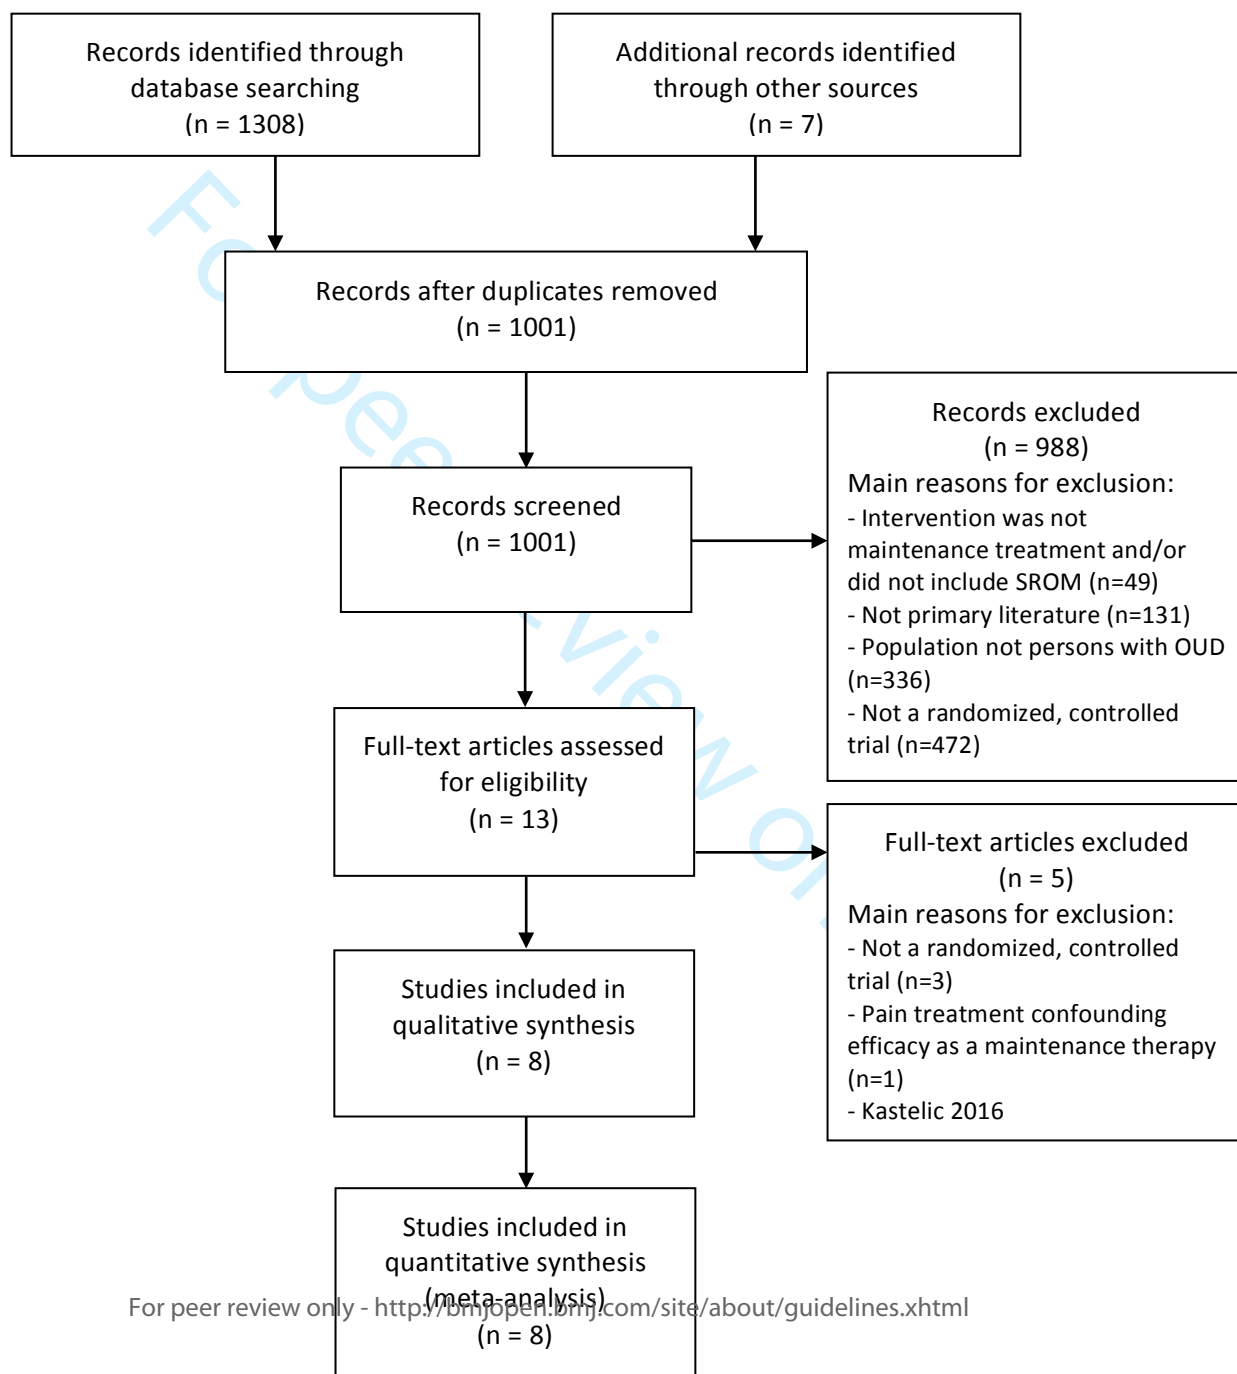 Records identified through
database searching
(n = 1308)
Additional records identified
through other sources
(n = 7)
Records after duplicates removed
(n = 1001)
Records screened
(n = 1001)
Records excluded
(n = 988)
Main reasons for exclusion:
- Intervention was not
maintenance treatment and/or
did not include SROM (n=49)
- Not primary literature (n=131)
- Population not persons with OUD
(n=336)
- Not a randomized, controlled
trial (n=472)
Full-text articles assessed
for eligibility
(n = 13)
Full-text articles excluded
(n = 5)
Main reasons for exclusion:
- Not a randomized, controlled
trial (n=3)
- Pain treatment confounding
efficacy as a maintenance therapy
(n=1)
- Kastelic 2016
Studies included in
qualitative synthesis
(n = 8)
Studies included in
quantitative synthesis
(meta-analysis)
(n = 8)
For peer review only - http://bmjopen.bmj.com/site/about/guidelines.xhtml